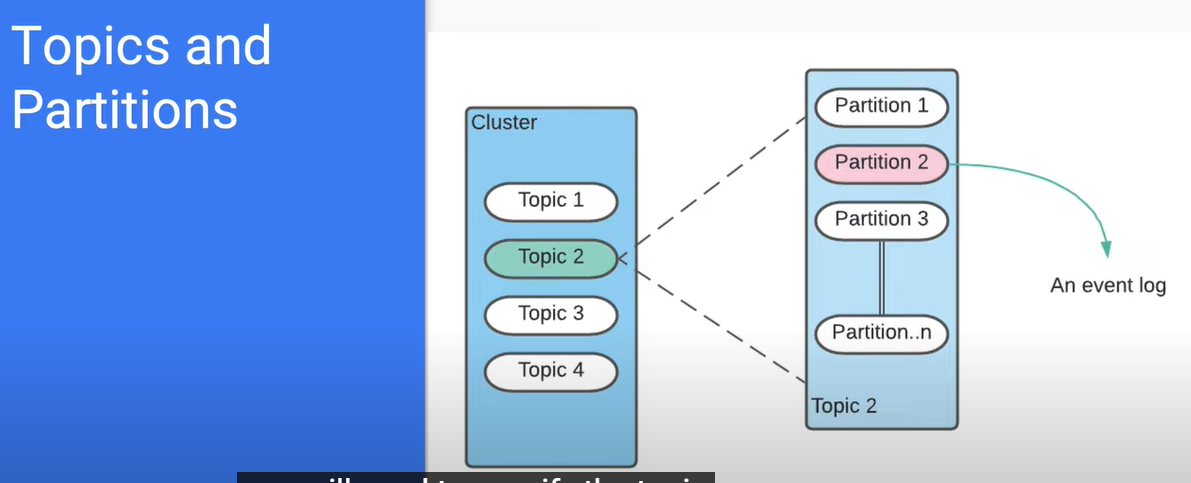 Topics and
Partitions
Cluster
Topic 1
Topic 2
Topic 3
Topic 4
Partition 1
Partition 2
Partition 3
Partition..n
Topic 2
An event log